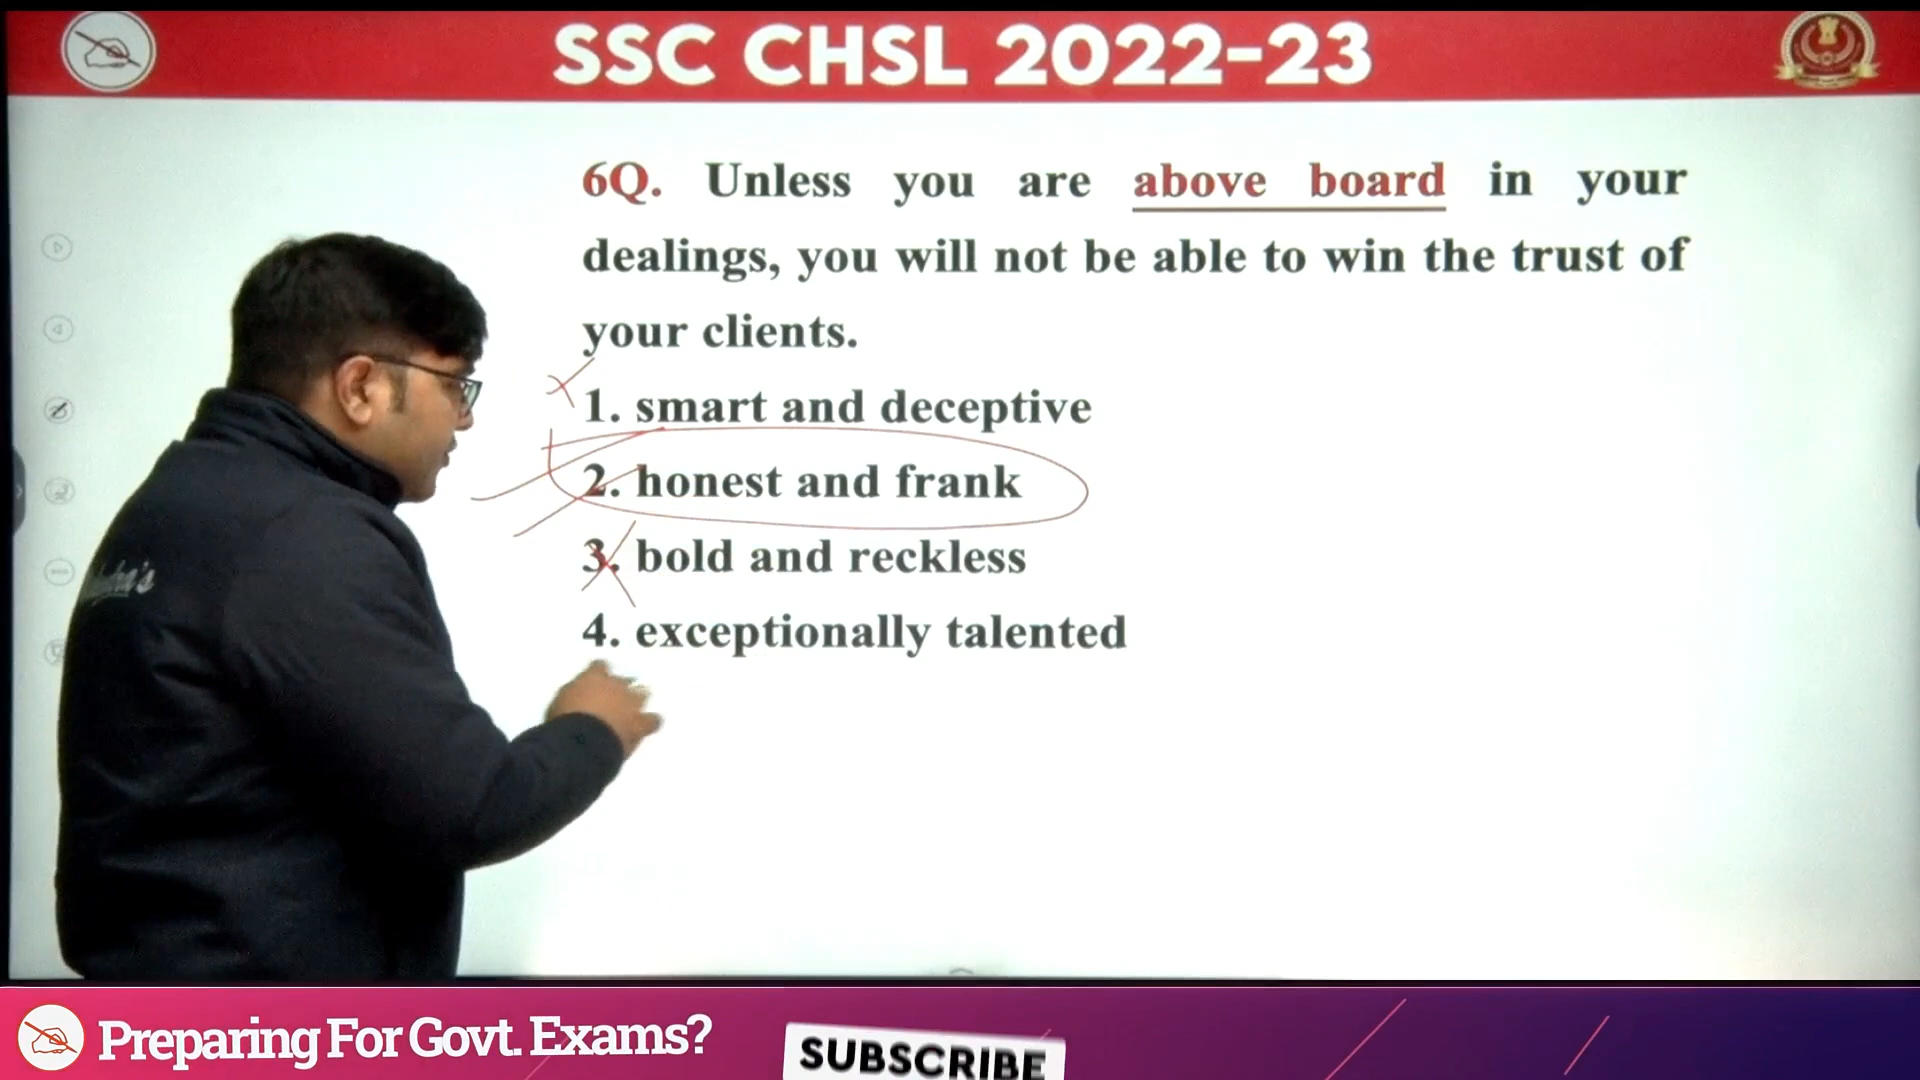 SSC CHSL 2022-23
6Q. Unless you are above board in your
dealings, you will not be able to win the trust of
your clients.
1. smart and deceptive
2. honest and frank
3. bold and reckless
4. exceptionally talented
Preparing For Govt. Exams?
SUBSCRIBE